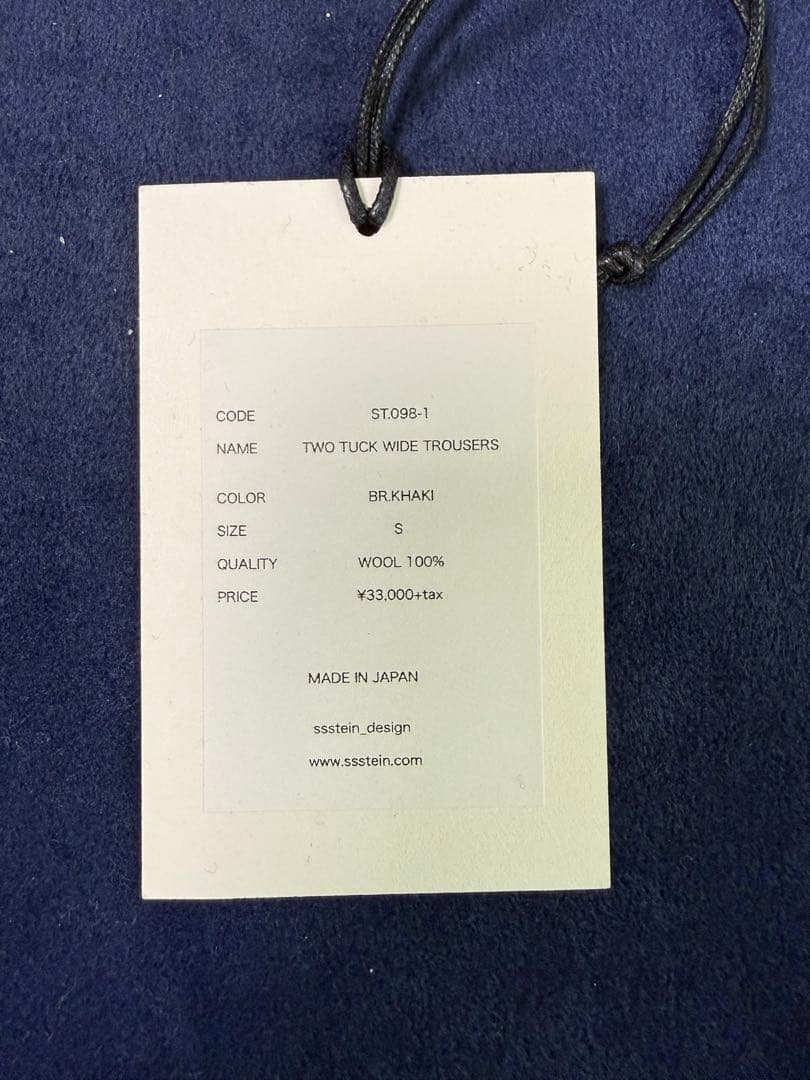 CODE ST.098-1
NAME TWO TUCK WIDE TROUSERS
COLOR BR.KHAKI
SIZE S
QUALITY WOOL 100%
PRICE ¥33,000+tax
MADE IN JAPAN
ssstein_design
www.ssstein.com